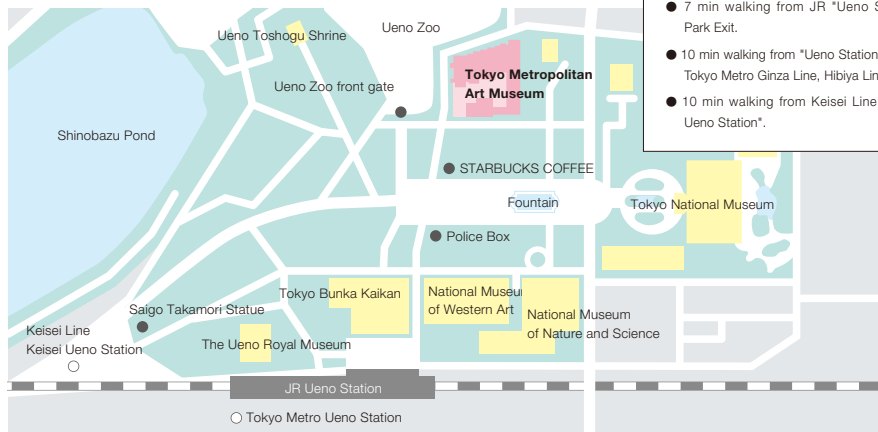 Ueno Zoo
Ueno Toshogu Shrine
Ueno Zoo front gate
Tokyo Metropolitan
Art Museum
● 7 min walking from JR "Ueno
Park Exit.
● 10 min walking from "Ueno Station
Tokyo Metro Ginza Line, Hibiya
● 10 min walking from Keisei Line
Ueno Station".
Shinobazu Pond
STARBUCKS COFFEE
Fountain
Tokyo National Museum
Police Box
Tokyo Bunka Kaikan
National
of Western Art
National Museum
of Nature and Science
Saigo Takamori Statue
The Ueno Royal Museum
Keisei Line
Keisei Ueno Station
JR Ueno Station
Tokyo Metro Ueno Station